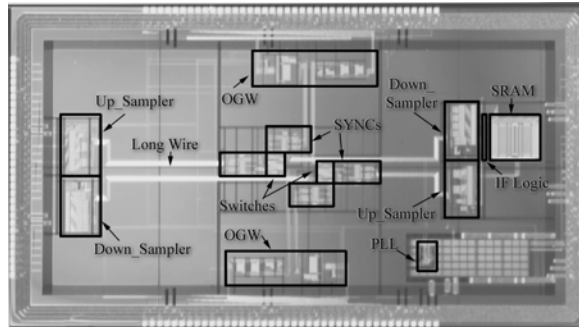 OGW
Down_
Sampler
SRAM
Up_Sampler
SYNCs
Long Wire
Switches
IF Logic
Up_Sampler
Down_Sampler
OGW
PLL